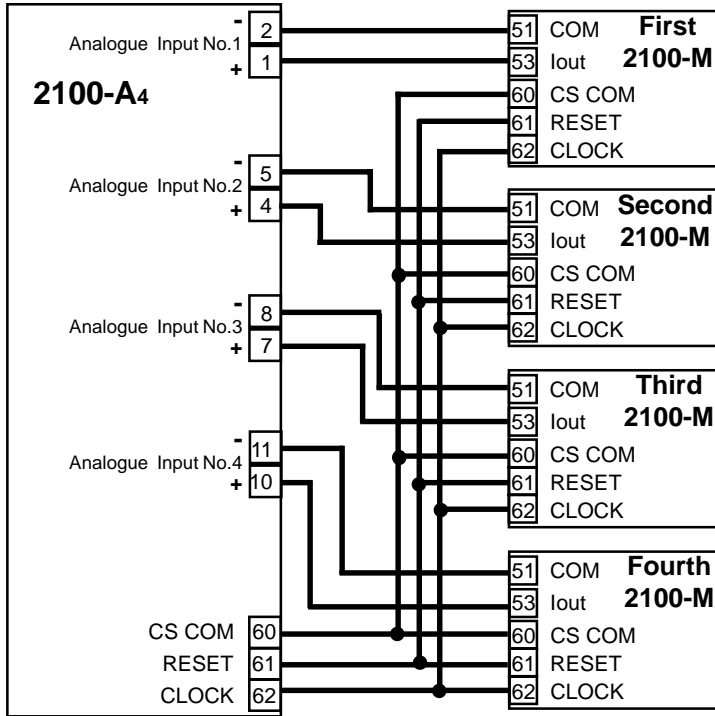 2100-A4
Analogue Input No.1
-
2
+
1
Analogue Input No.2
-
5
+
4
Analogue Input No.3
-
8
+
7
Analogue Input No.4
-
11
+
10
CS COM 60
RESET 61
CLOCK 62
First
2100-M
51 COM
53 Iout
60 CS COM
61 RESET
62 CLOCK
Second
2100-M
51 COM
53 Iout
60 CS COM
61 RESET
62 CLOCK
Third
2100-M
51 COM
53 Iout
60 CS COM
61 RESET
62 CLOCK
Fourth
2100-M
51 COM
53 Iout
60 CS COM
61 RESET
62 CLOCK